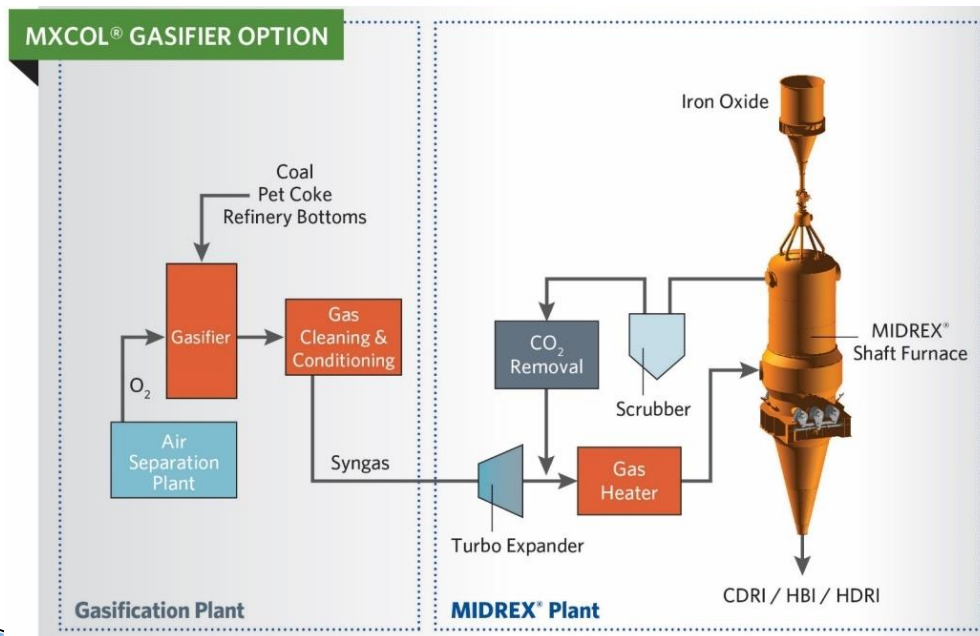 MXCOL® GASIFIER OPTION
Iron Oxide
Coal
Pet Coke
Refinery Bottoms
Gasifier
Gas
Cleaning &
Conditioning
CO₂
Removal
MIDREX®
Shaft Furnace
O₂
Scrubber
Air
Separation
Plant
Syngas
Gas
Heater
Turbo Expander
CDRI / HBI / HDRI
Gasification Plant
MIDREX® Plant